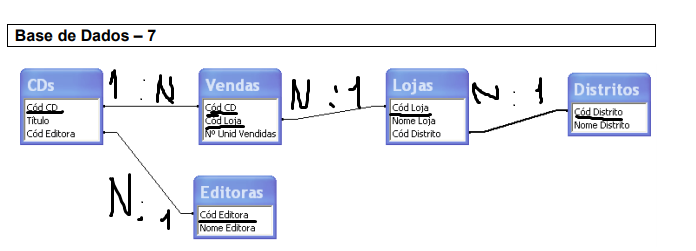 Base de Dados – 7
CDs
Cód CD
Título
Cód Editora
1 : N
Vendas
Cód CD
Cód Loja
Nº Unid Vendidas
N : 1
Lojas
Cód Loja
Nome Loja
Cód Distrito
N : 1
Distritos
Cód Distrito
Nome Distrito
N : 1
Editoras
Cód Editora
Nome Editora